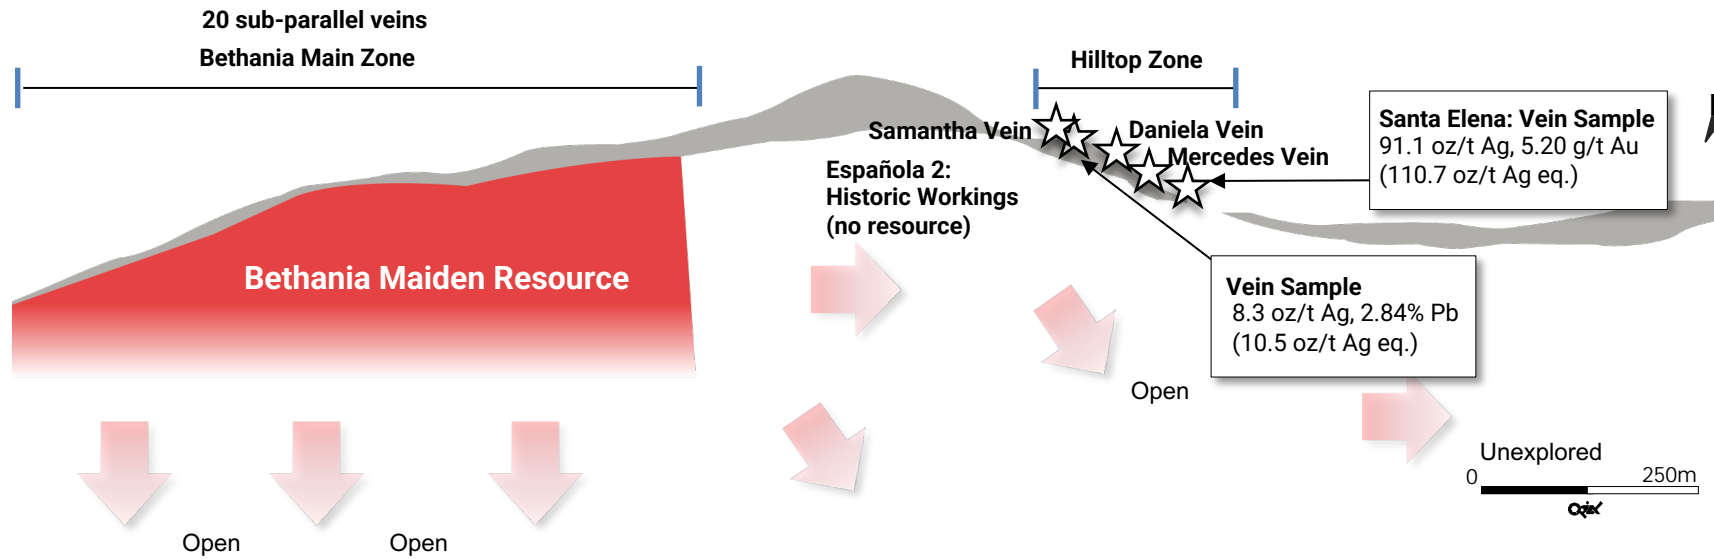 20 sub-parallel veins
Bethania Main Zone
Hilltop Zone
Samantha Vein
Daniela Vein
Mercedes Vein
Santa Elena: Vein Sample
91.1 oz/t Ag, 5.20 g/t Au
(110.7 oz/t Ag eq.)
Española 2:
Historic Workings
(no resource)
Bethania Maiden Resource
Vein Sample
8.3 oz/t Ag, 2.84% Pb
(10.5 oz/t Ag eq.)
Open
Unexplored
0 250m
Open Open